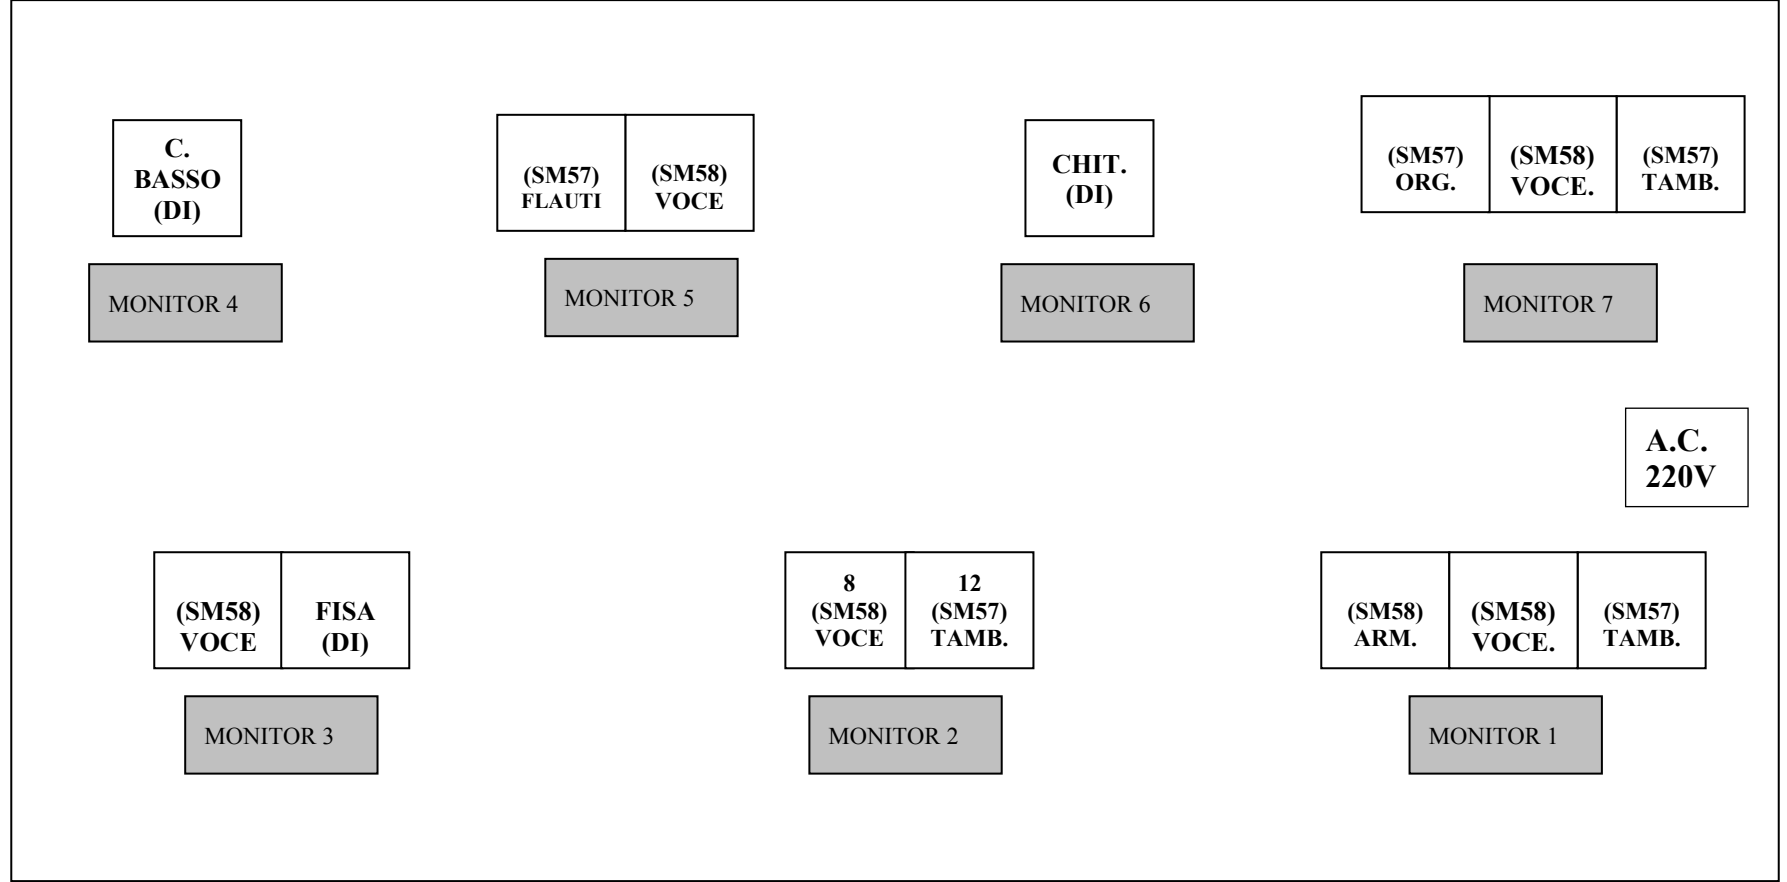 C.
BASSO
(DI)
(SM57)
FLAUTI
(SM58)
VOCE
CHIT.
(DI)
(SM57)
ORG.
(SM58)
VOCE.
(SM57)
TAMB.
MONITOR 4
MONITOR 5
MONITOR 6
MONITOR 7
A.C.
220V
(SM58)
VOCE
FISA
(DI)
8
(SM58)
VOCE
12
(SM57)
TAMB.
(SM58)
ARM.
(SM58)
VOCE.
(SM57)
TAMB.
MONITOR 3
MONITOR 2
MONITOR 1